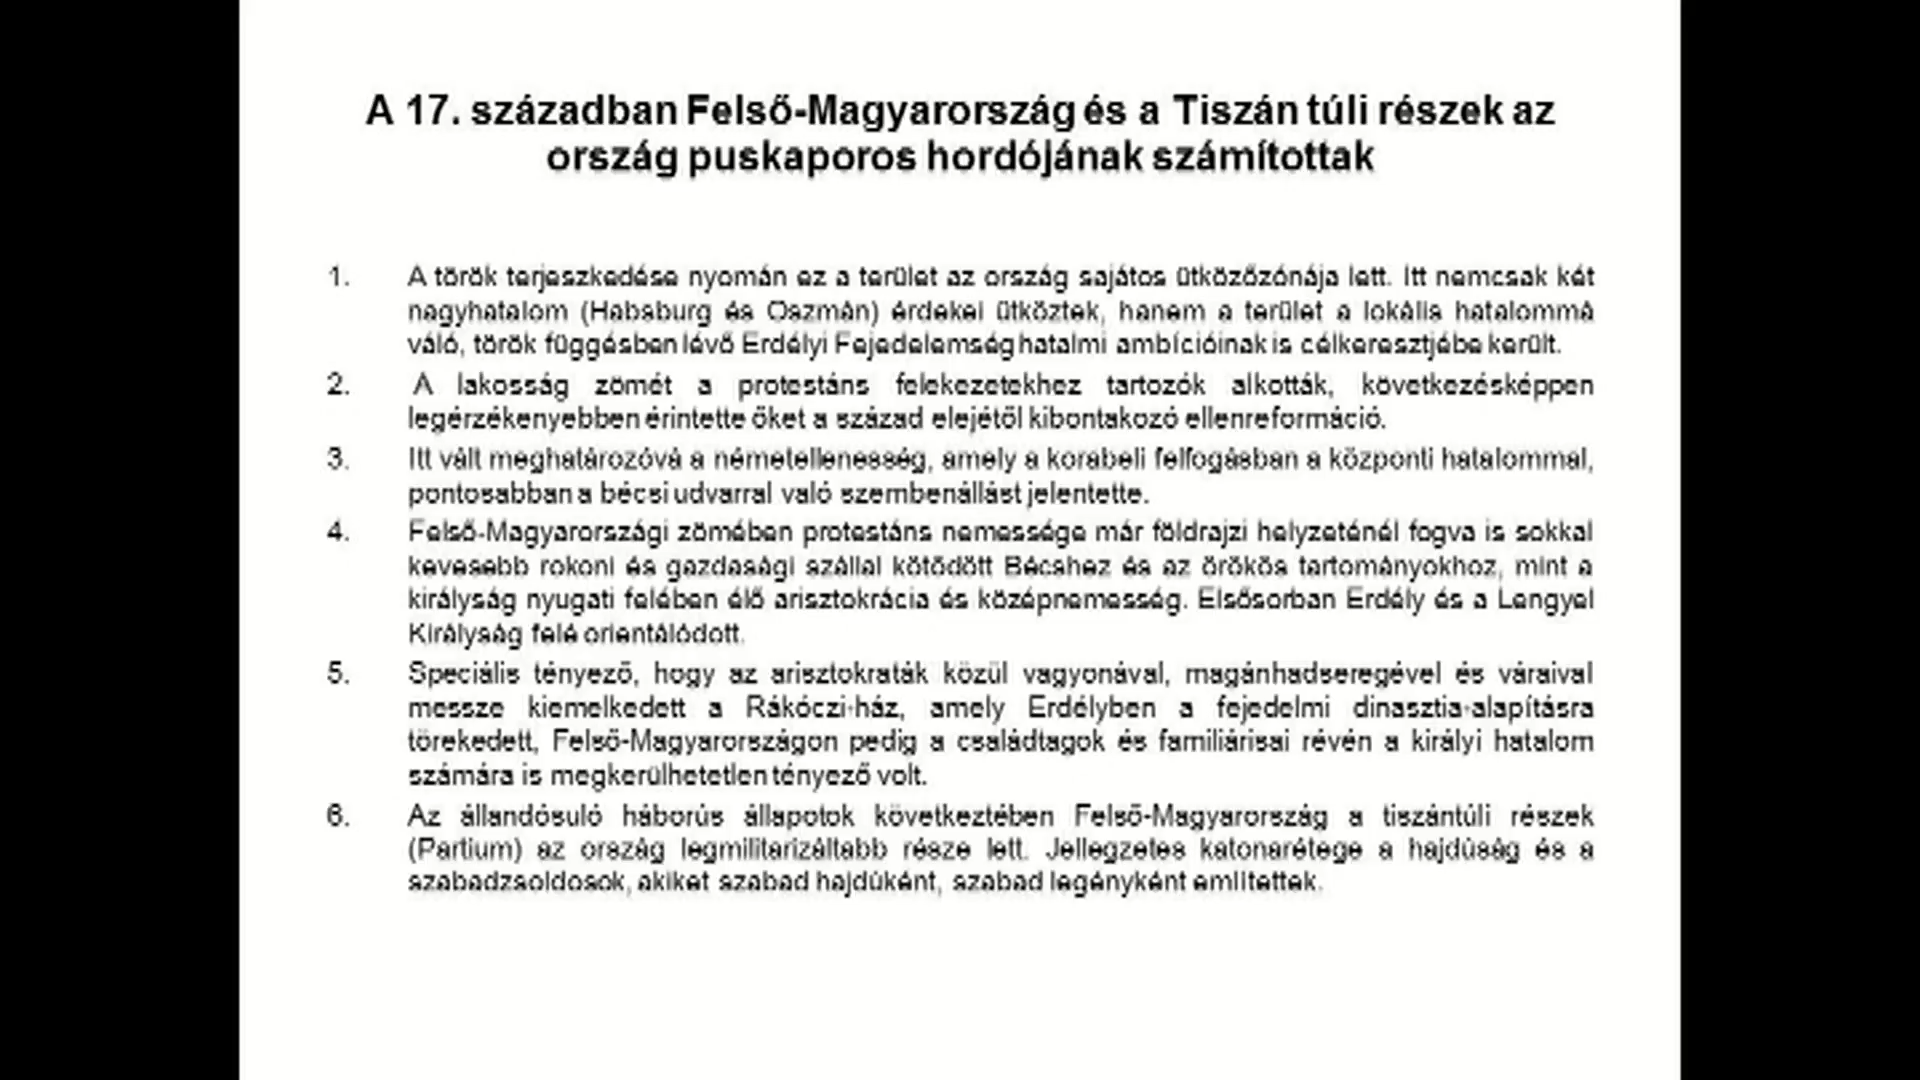 A 17. században Felső-Magyarország és a Tiszán túli részek az
ország puskaporos hordójának számítottak
1. A török terjeszkedése nyomán ez a terület az ország sajátos ütközőzónája lett. Itt nemcsak két
nagyhatalom (Habsburg és Oszmán) érdekei ütköztek, hanem a terület a lokális hatalommá
váló, török függésben lévő Erdélyi Fejedelemség hatalmi ambícióinak is célkeresztjébe került.
2. A lakosság zömét a protestáns felekezetekhez tartozók alkották, következésképpen
legérzékenyebben érintette őket a század elejétől kibontakozó ellenreformáció.
3. Itt vált meghatározóvá a németellenesség, amely a korabeli felfogásban a központi hatalommal,
pontosabban a bécsi udvarral való szembenállást jelentette.
4. Felső-Magyarországi zömében protestáns nemessége már földrajzi helyzeténél fogva is sokkal
kevesebb rokoni és gazdasági szállal kötődött Bécshez és az örökös tartományokhoz, mint a
királyság nyugati felében élő arisztokrácia és középnemesség. Elsősorban Erdély és a Lengyel
Királyság felé orientálódott.
5. Speciális tényező, hogy az arisztokraták közül vagyonával, magánhadseregével és váraival
messze kiemelkedett a Rákóczi-ház, amely Erdélyben a fejedelmi dinasztia-alapításra
törekedett, Felső-Magyarországon pedig a családtagok és familiárisai révén a királyi hatalom
számára is megkerülhetetlen tényező volt.
6. Az állandósuló háborús állapotok következtében Felső-Magyarország a tiszántúli részek
(Partium) az ország legmilitarizáltabb része lett. Jellegzetes katonarétege a hajdúság és a
szabadzsoldosok, akiket szabad hajdúként, szabad legényként említettek.